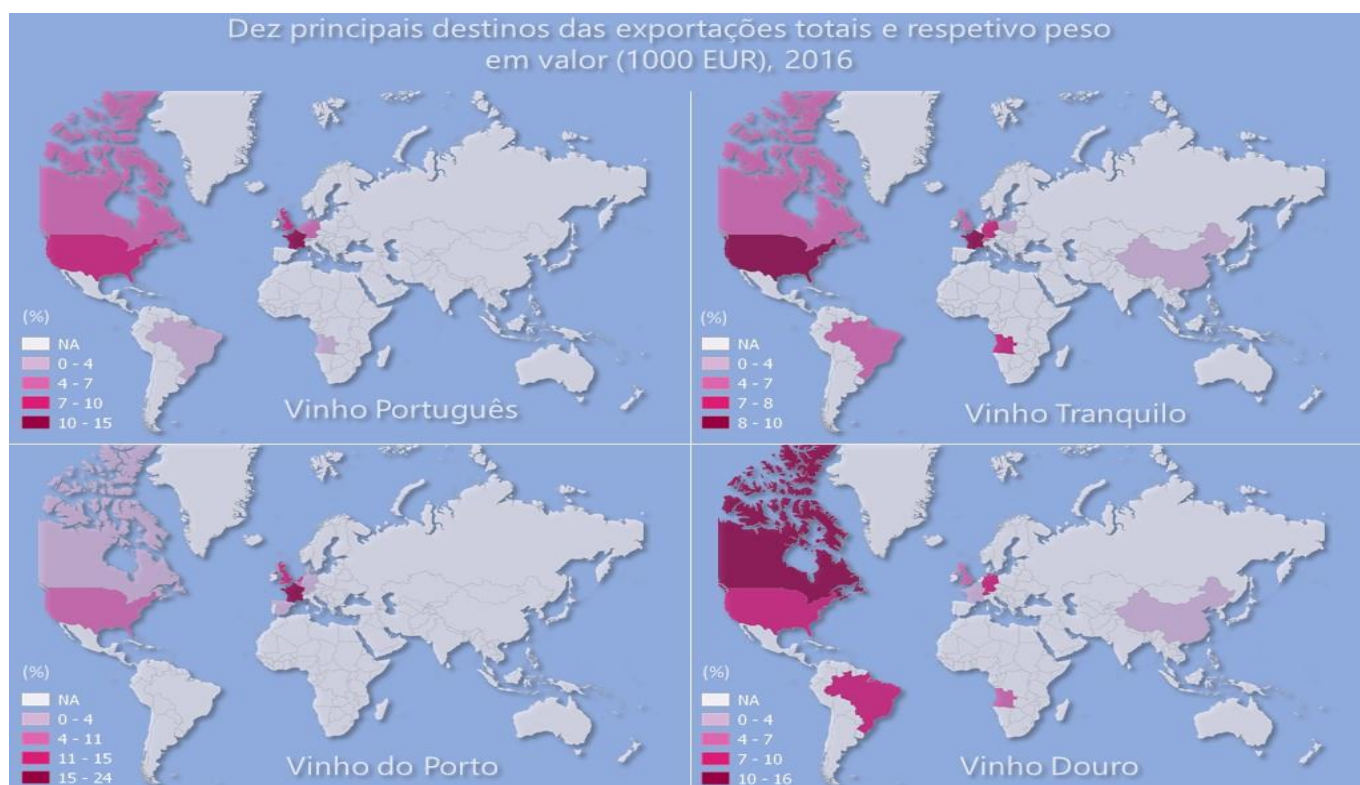 Dez principais destinos das exportações totais e respetivo peso
em valor (1000 EUR), 2016
(%)
NA
0 - 4
4 - 7
7 - 10
10 - 15
Vinho Português
(%)
NA
0 - 4
4 - 7
7 - 8
8 - 10
Vinho Tranquilo
(%)
NA
0 - 4
4 - 11
11 - 15
15 - 24
Vinho do Porto
(%)
NA
0 - 4
4 - 7
7 - 10
10 - 16
Vinho Douro